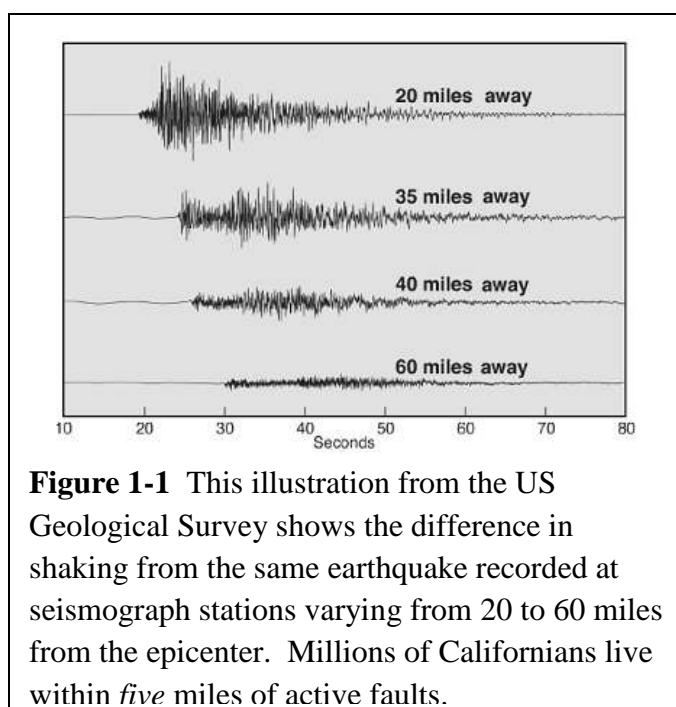 20 miles away
35 miles away
40 miles away
60 miles away
10 20 30 40 50 60 70 80
Seconds
Figure 1-1 This illustration from the US
Geological Survey shows the difference in
shaking from the same earthquake recorded at
seismograph stations varying from 20 to 60 miles
from the epicenter. Millions of Californians live
within five miles of active faults.